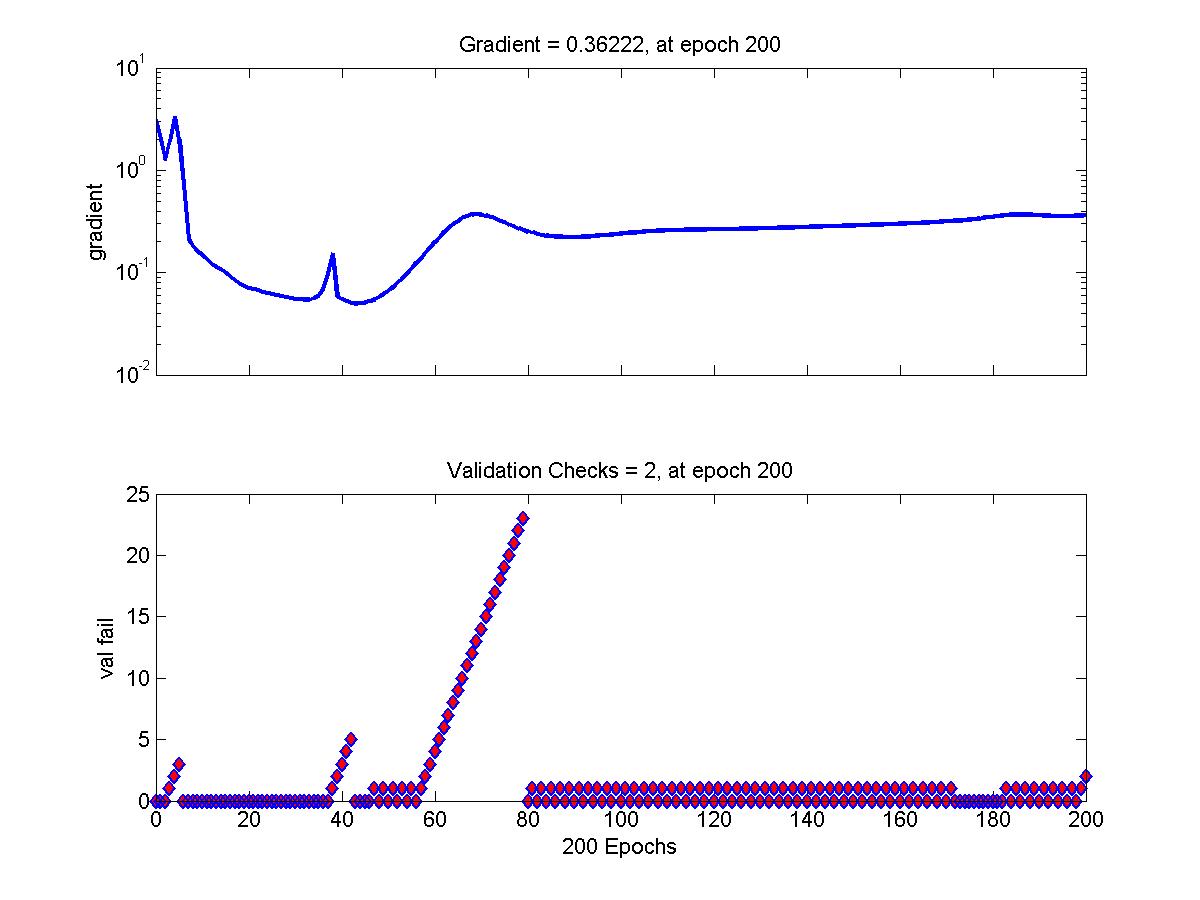 Gradient = 0.36222, at epoch 200
10^1
10^0
10^-1
10^-2
gradient
Validation Checks = 2, at epoch 200
25
20
15
10
5
0
val fail
0 20 40 60 80 100 120 140 160 180 200
200 Epochs